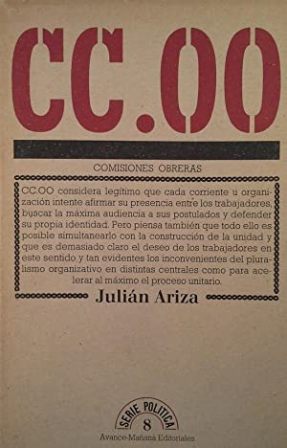 CC.OO
COMISIONES OBRERAS
CC.OO considera legítimo que cada corriente u organi-
zación intente afirmar su presencia entre los trabajadores,
buscar la máxima audiencia a sus postulados y defender
su propia identidad. Pero piensa también que todo ello es
posible simultanearlo con la construcción de la unidad y
que es demasiado claro el deseo de los trabajadores en
este sentido y tan evidentes los inconvenientes del plura-
lismo organizativo en distintas centrales como para ace-
lerar al máximo el proceso unitario.
Julián Ariza
SERIE POLITICA
8
Avance-Mañana Editoriales